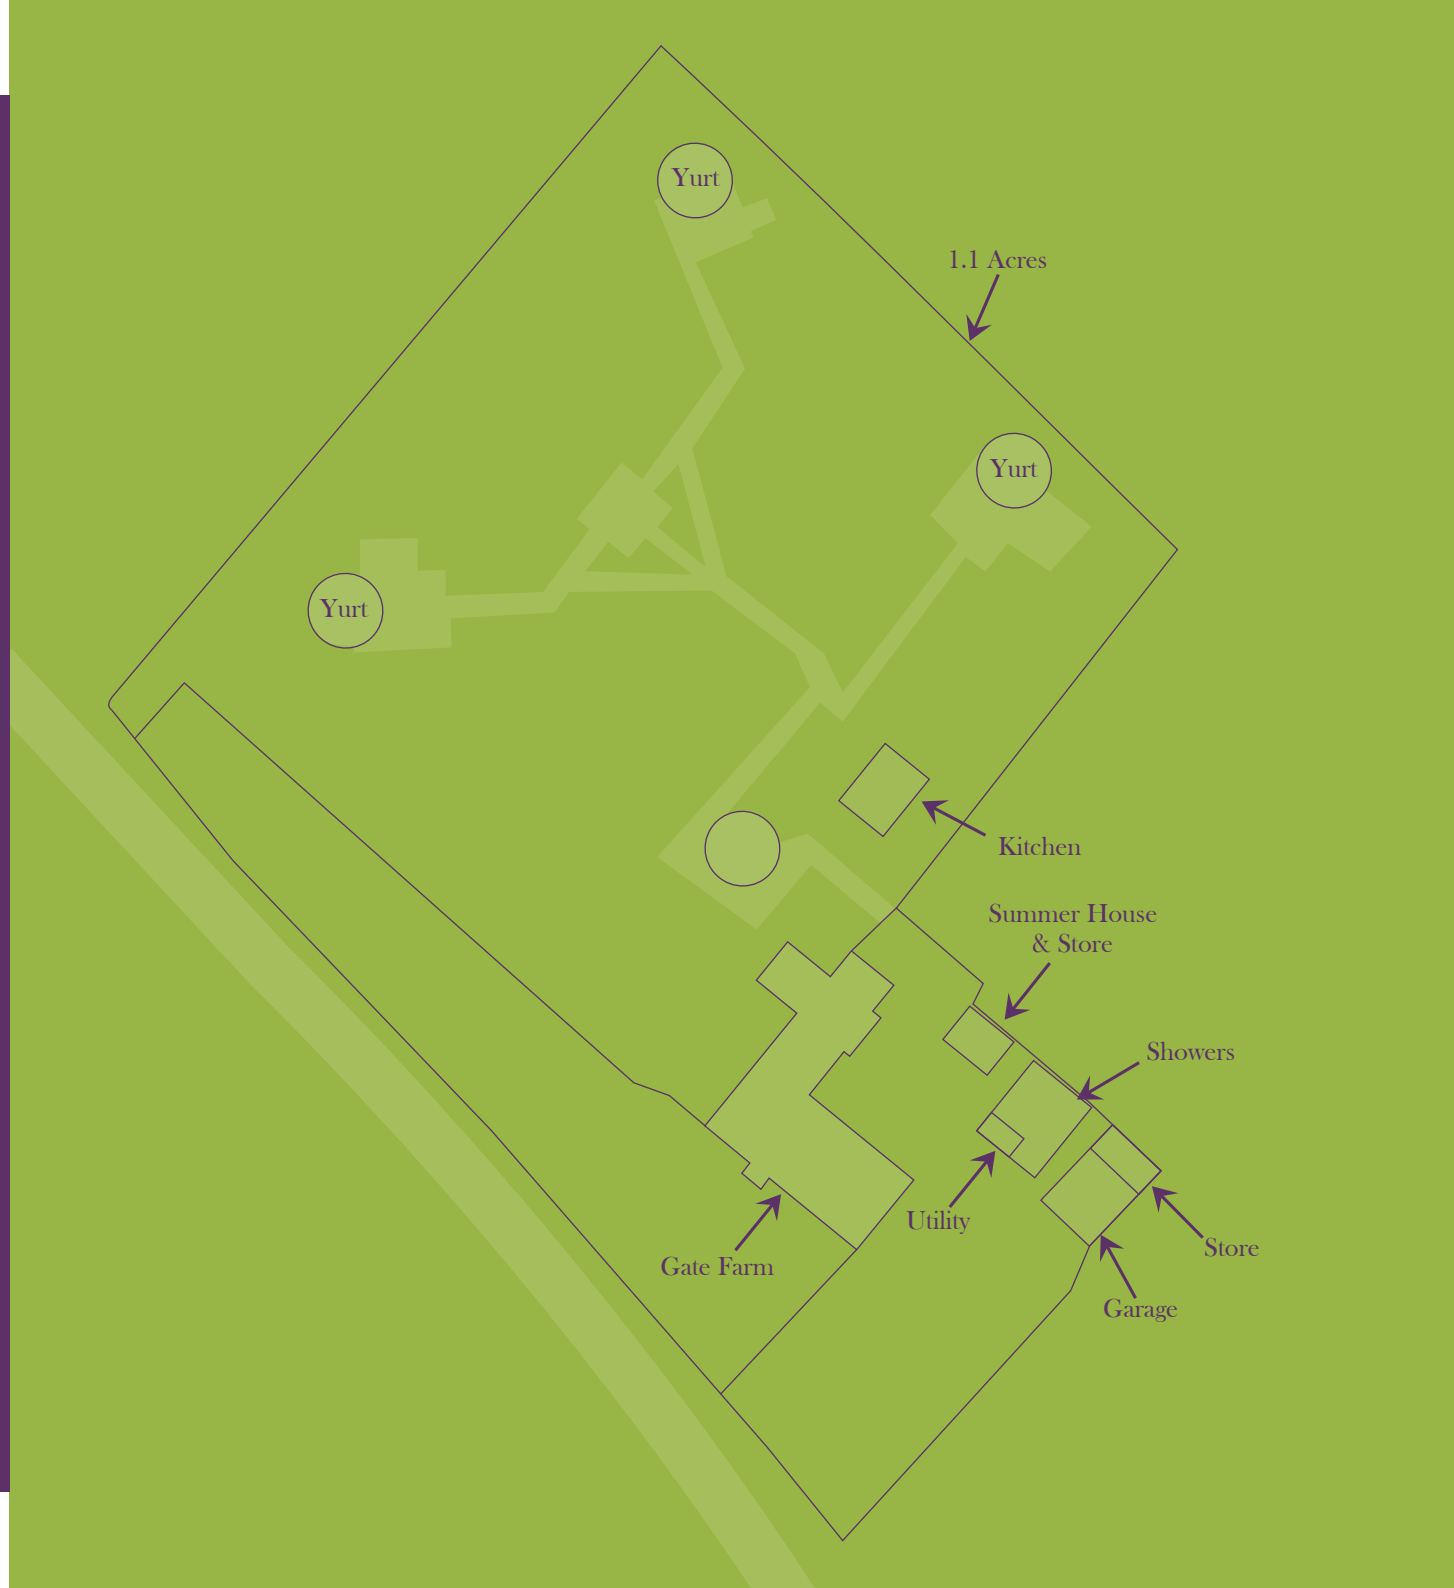 Yurt
1.1 Acres
Yurt
Yurt
Kitchen
Summer House
& Store
Showers
Utility
Store
Gate Farm
Garage